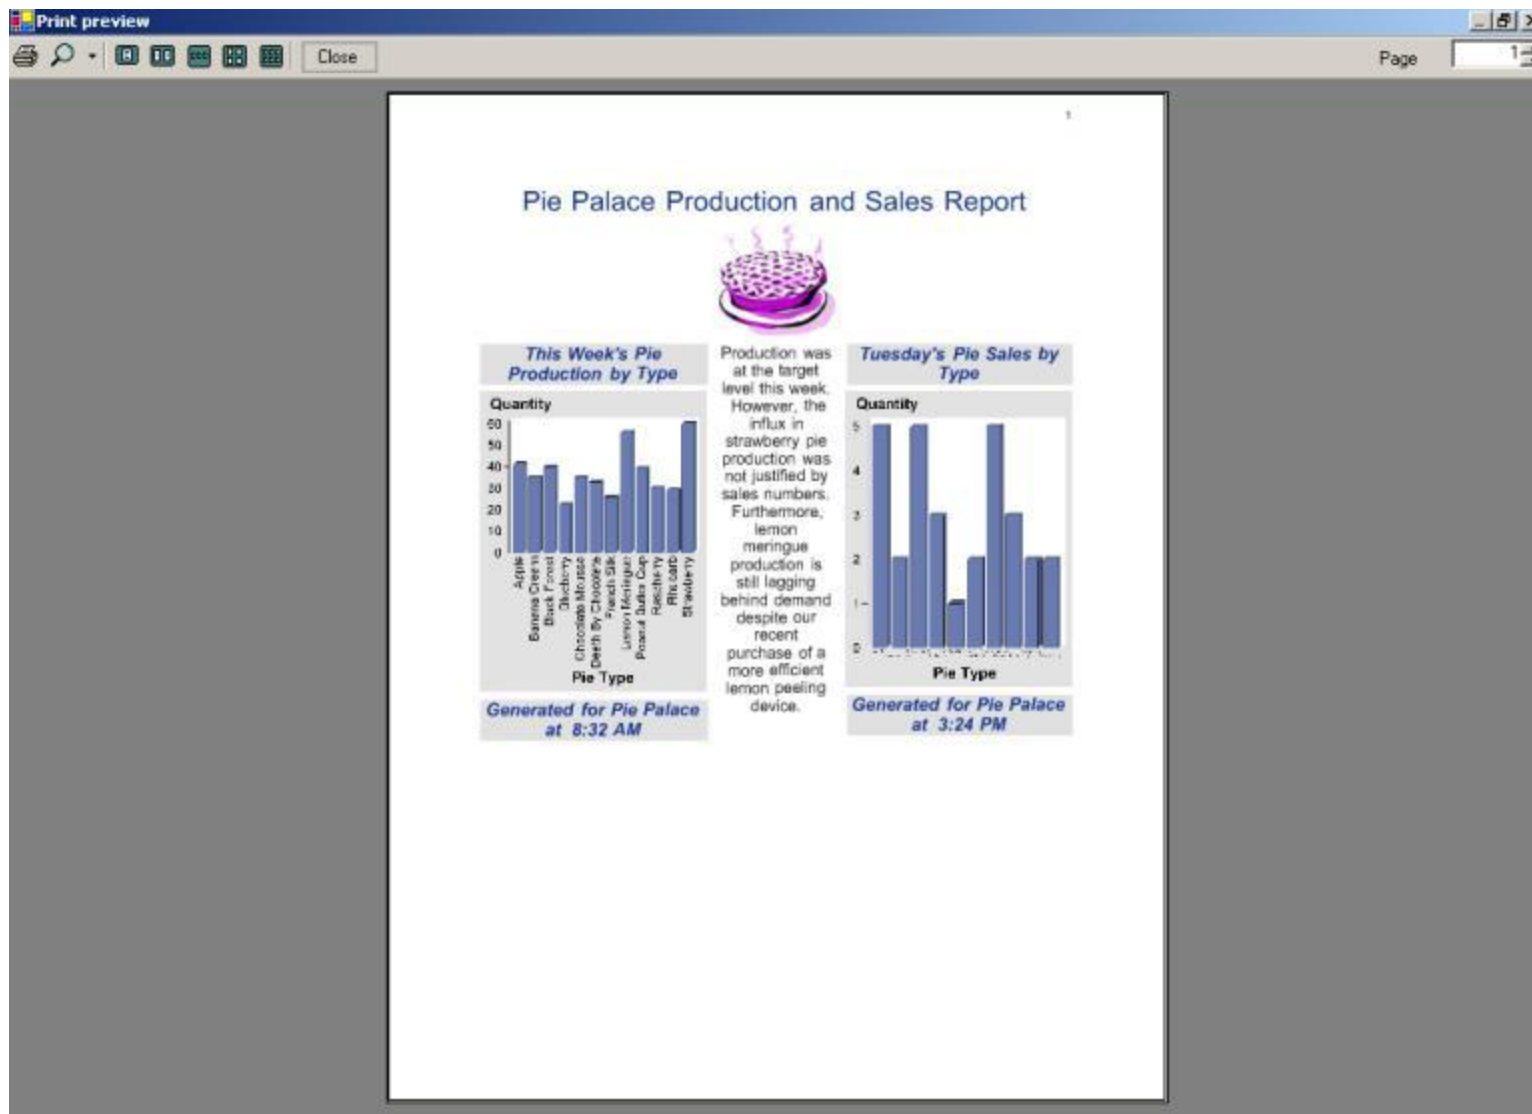 Print preview
Close
Page
1
1
Pie Palace Production and Sales Report
This Week's Pie
Production by Type
Quantity
60
50
40
30
20
10
0
Apple
Banana Creme
Black Forest
Blueberry
Chocolate Mousse
Death By Chocolate
French Silk
Lemon Meringue
Peanut Butter Cup
Raspberry
Rhubarb
Strawberry
Pie Type
Generated for Pie Palace
at 8:32 AM
Production was
at the target
level this week.
However, the
influx in
strawberry pie
production was
not justified by
sales numbers.
Furthermore,
lemon
meringue
production is
still lagging
behind demand
despite our
recent
purchase of a
more efficient
lemon peeling
device.
Tuesday's Pie Sales by
Type
Quantity
5
4
3
2
1
0
Pie Type
Generated for Pie Palace
at 3:24 PM